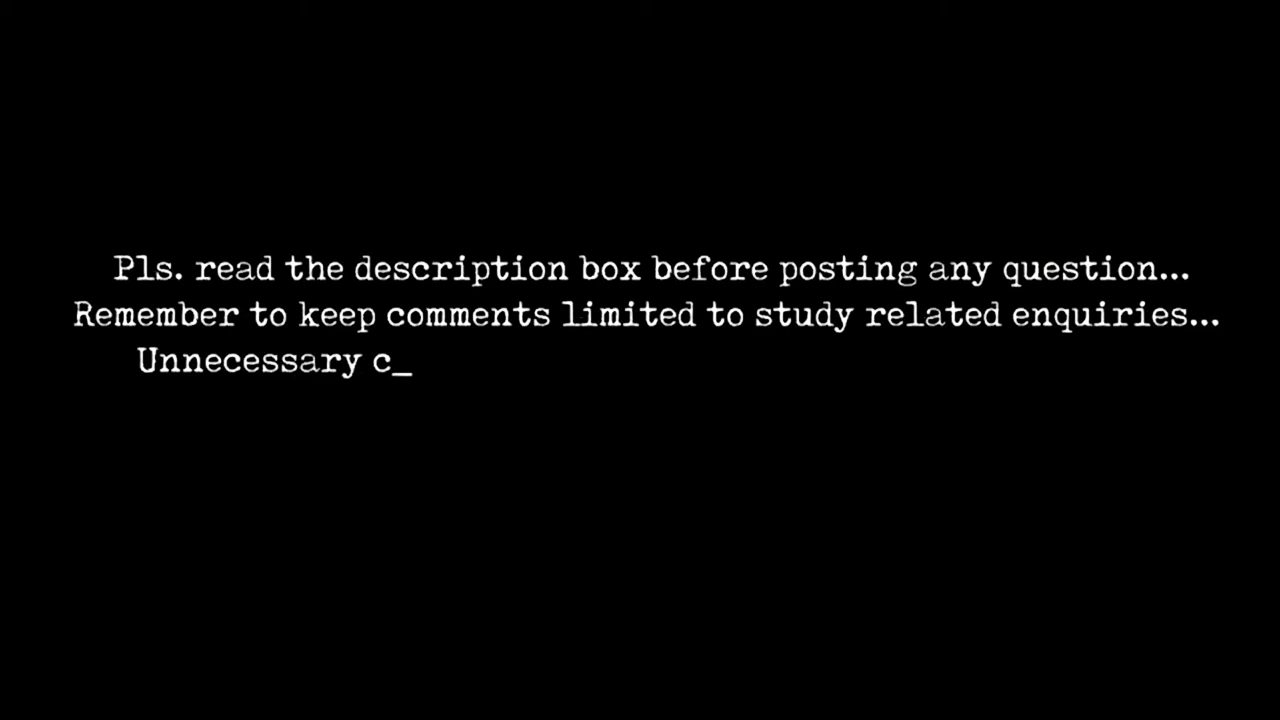 Pls. read the description box before posting any question...
Remember to keep comments limited to study related enquiries...
Unnecessary c_